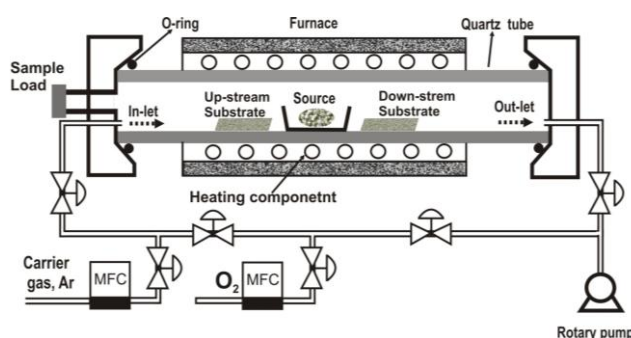 O-ring
Furnace
Quartz tube
Sample
Load
In-let
Up-stream
Substrate
Source
Down-strem
Substrate
Out-let
Heating componetnt
Carrier
gas, Ar
MFC
O2
MFC
Rotary pump